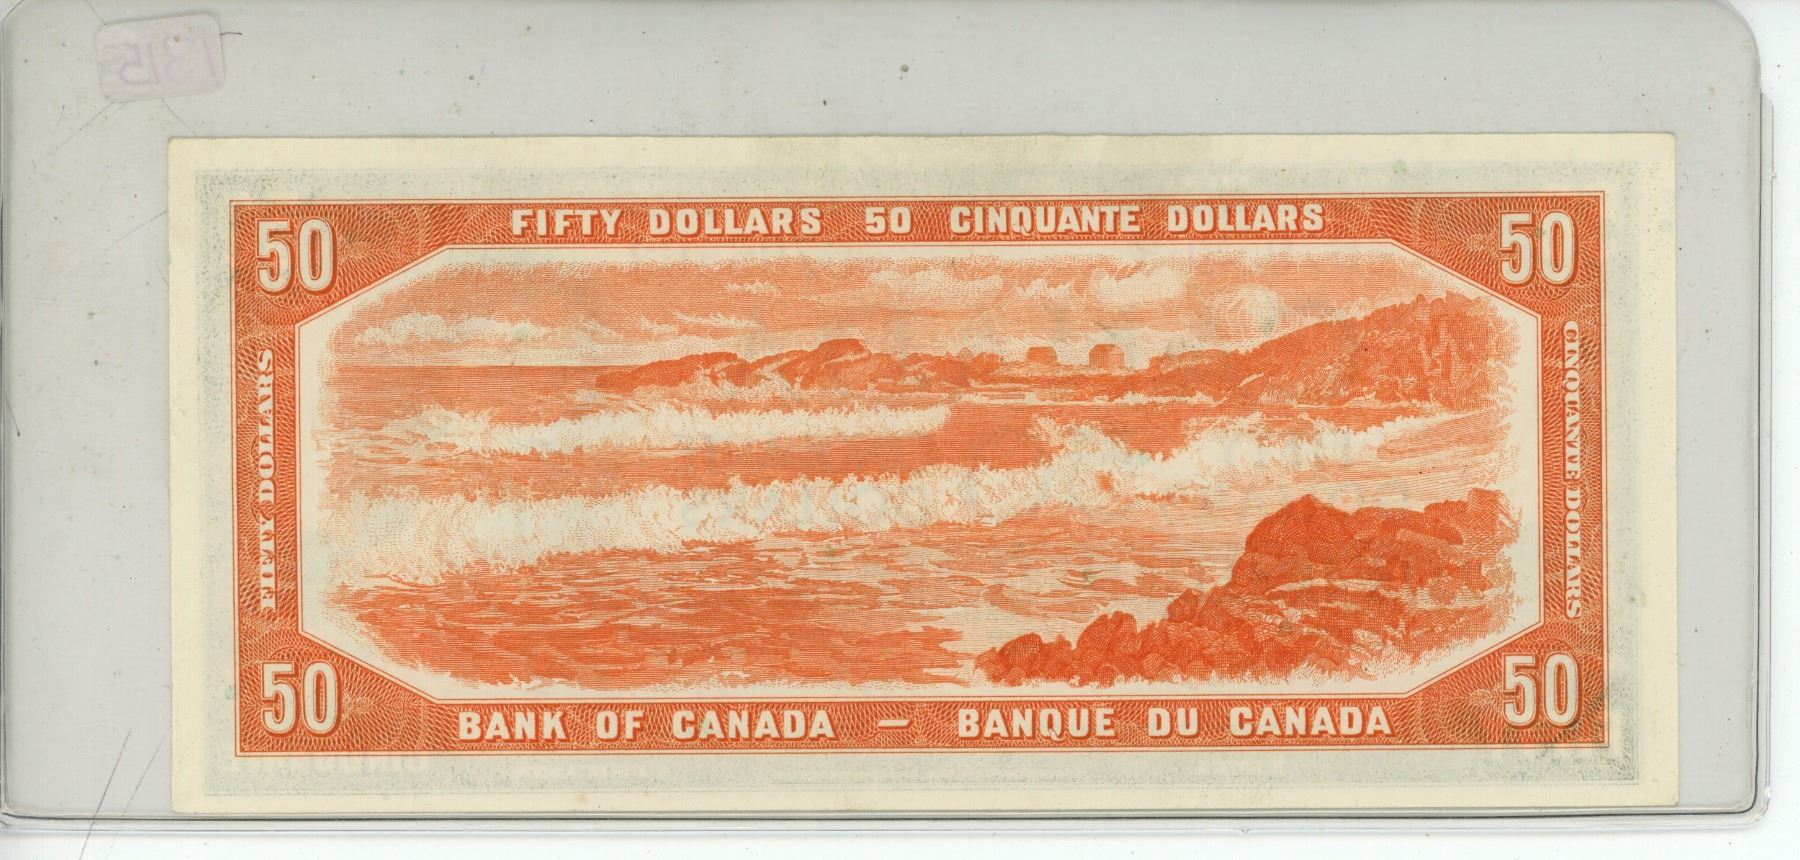 1315
50 FIFTY DOLLARS 50 CINQUANTE DOLLARS 50
FIFTY DOLLARS
CINQUANTE DOLLARS
50 BANK OF CANADA — BANQUE DU CANADA 50